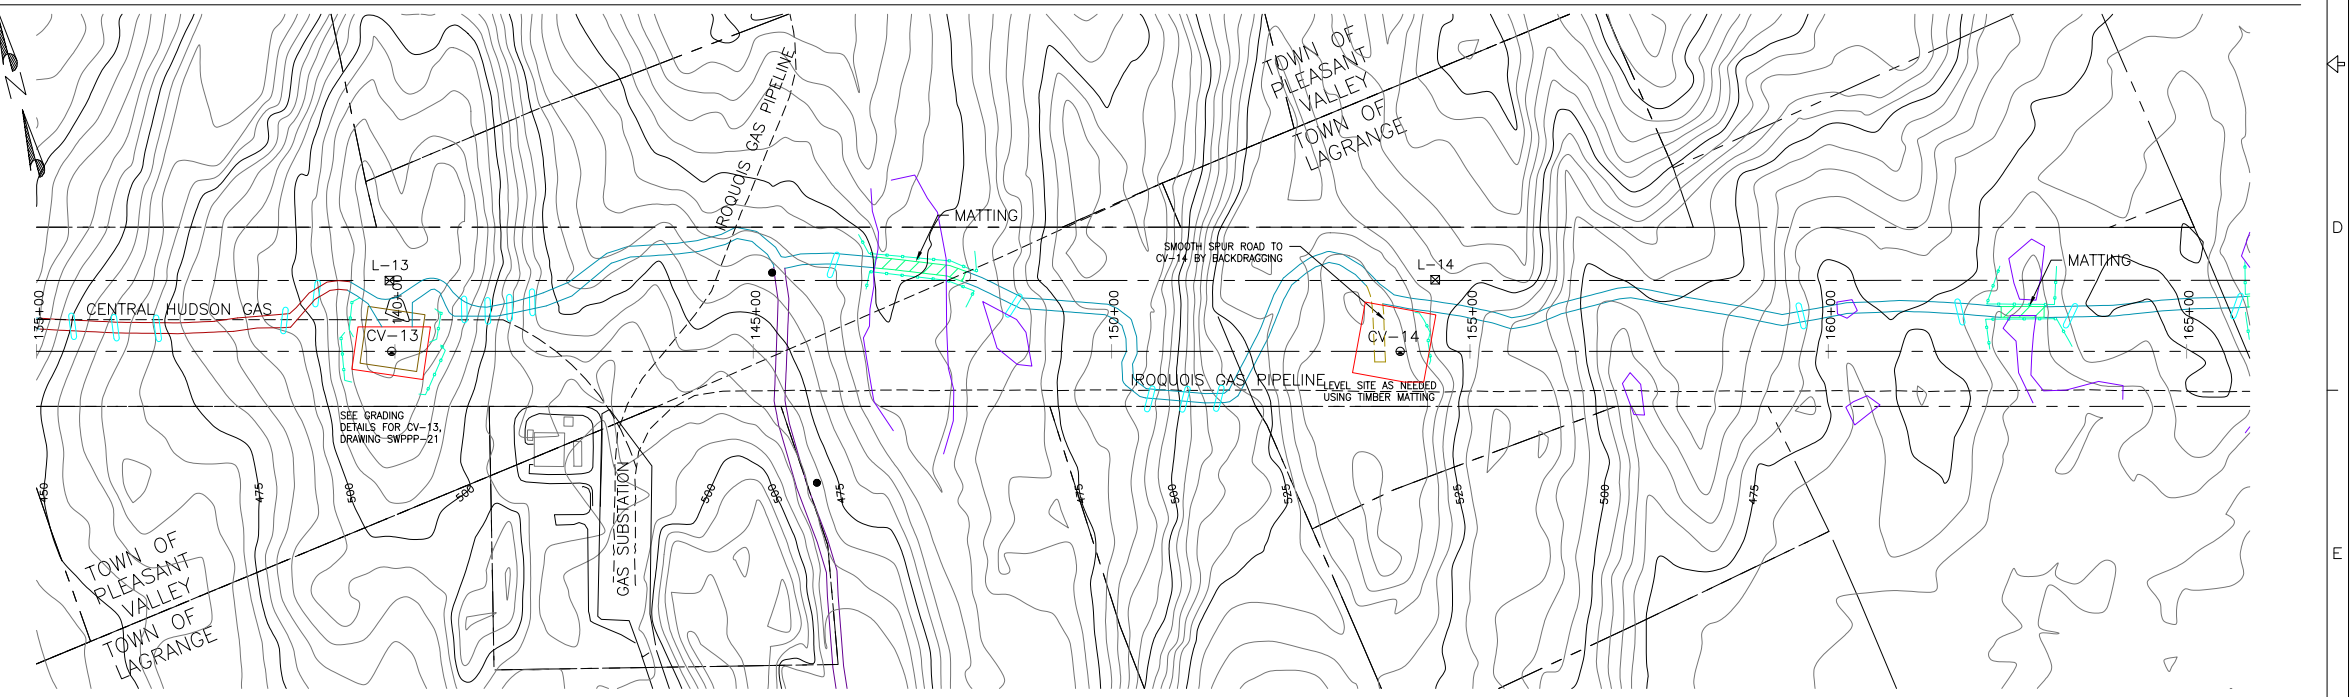 N
TOWN OF
PLEASANT
VALLEY
TOWN OF
LAGRANGE
IROQUOIS GAS PIPELINE
D
MATTING
SMOOTH SPUR ROAD TO
CV-14 BY BACKDRAGGING
L-13
L-14
MATTING
CENTRAL HUDSON GAS
135+00
140+00
145+00
150+00
155+00
160+00
165+00
CV-13
CV-14
IROQUOIS GAS PIPELINE
LEVEL SITE AS NEEDED
USING TIMBER MATTING
SEE GRADING
DETAILS FOR CV-13,
DRAWING SWPPP-21
450
475
500
500
500
500
475
475
500
525
525
500
475
GAS SUBSTATION
TOWN OF
PLEASANT
VALLEY
TOWN OF
LAGRANGE
E